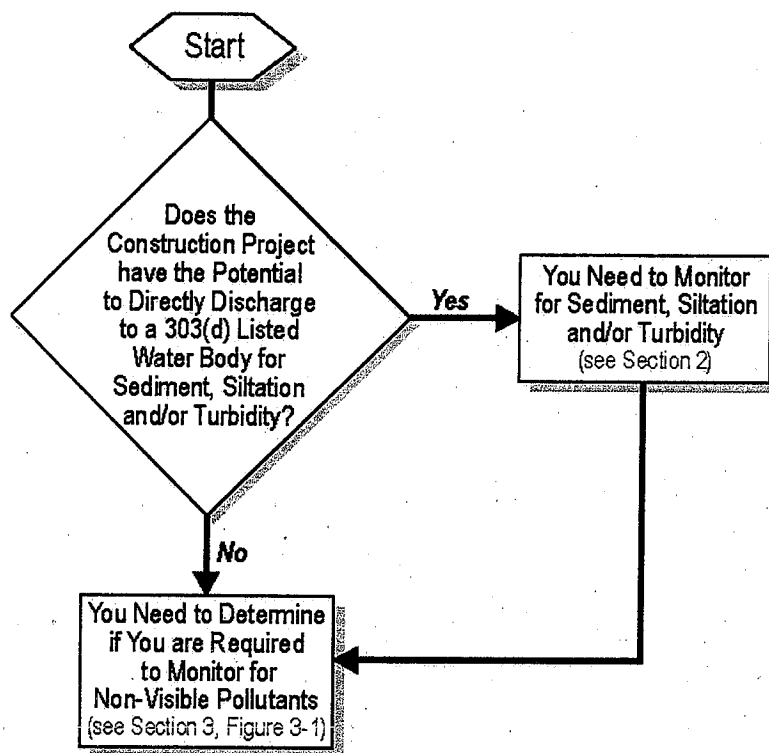 Start
Does the
Construction Project
have the Potential
to Directly Discharge
to a 303(d) Listed
Water Body for
Sediment, Siltation
and/or Turbidity?
Yes
You Need to Monitor
for Sediment, Siltation
and/or Turbidity
(see Section 2)
No
You Need to Determine
if You are Required
to Monitor for
Non-Visible Pollutants
(see Section 3, Figure 3-1)